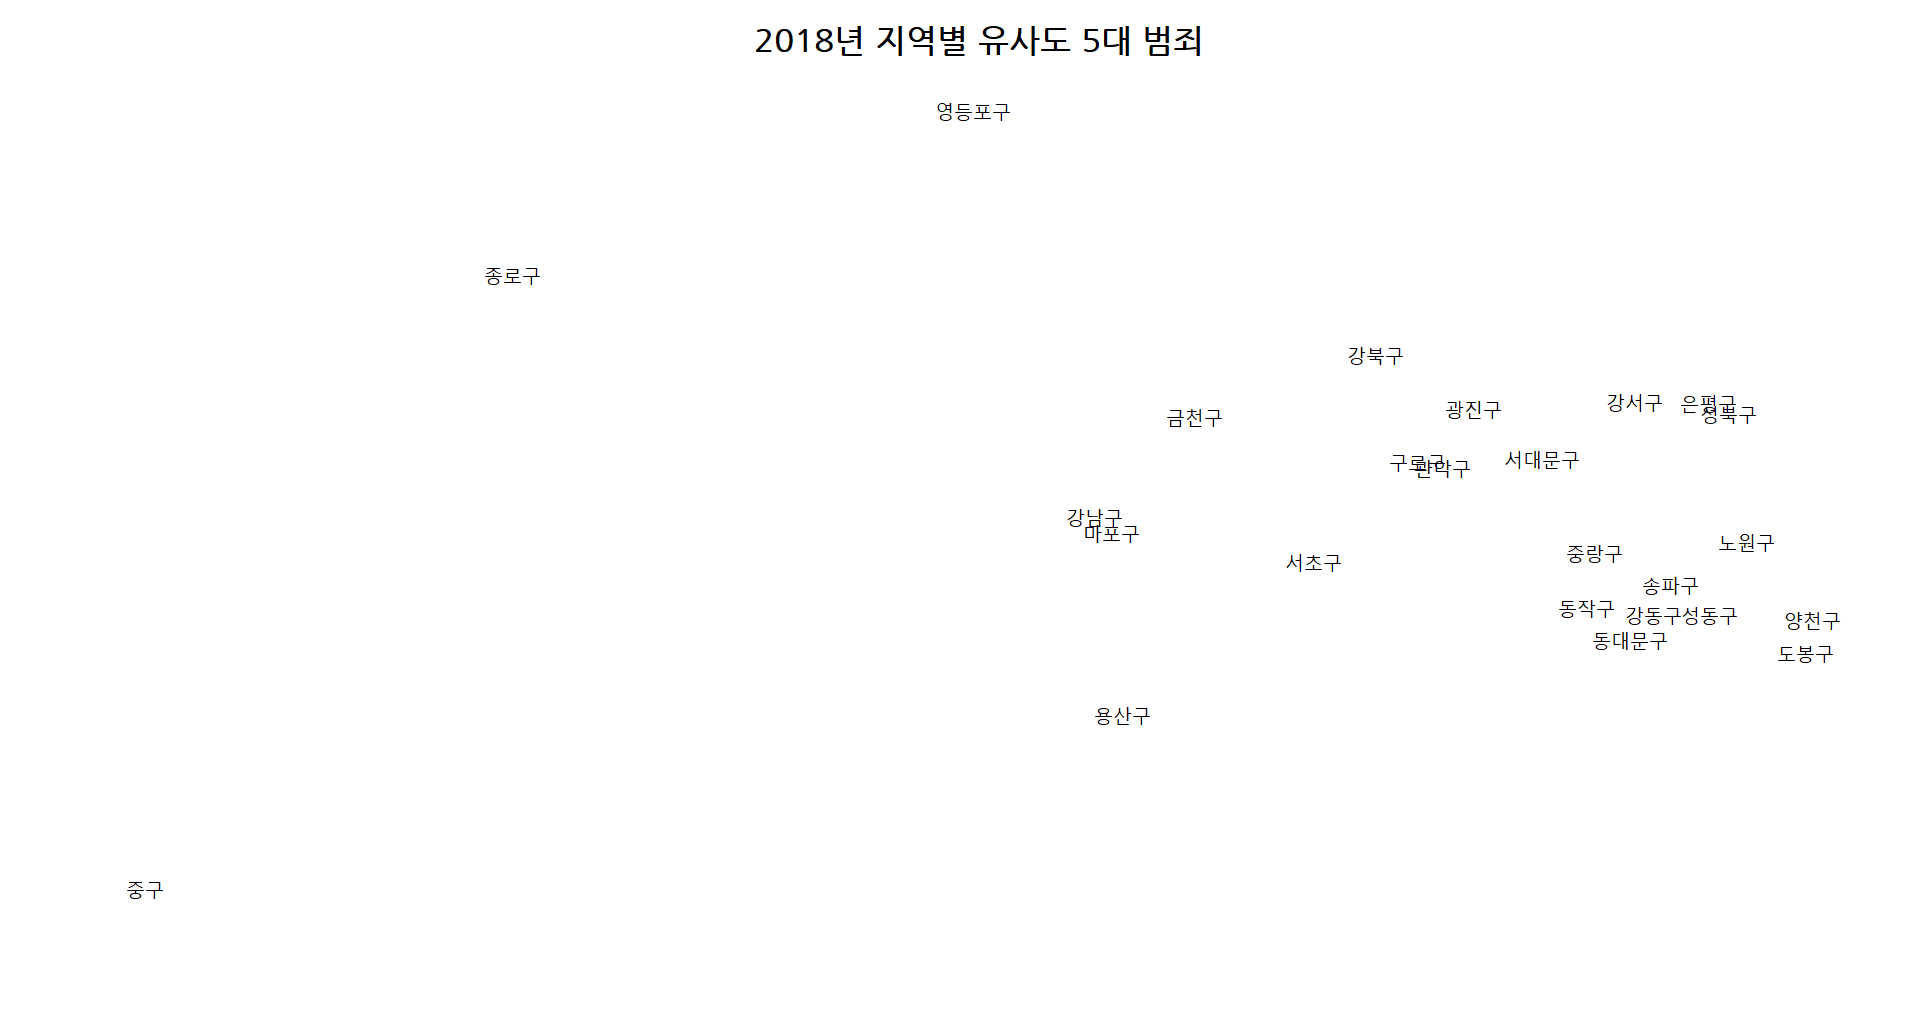 2018년 지역별 유사도 5대 범죄
영등포구
종로구
강북구
강서구
은평구
광진구
성북구
금천구
서대문구
구로구
관악구
강남구
마포구
노원구
중랑구
서초구
송파구
동작구
강동구
성동구
양천구
동대문구
도봉구
용산구
중구